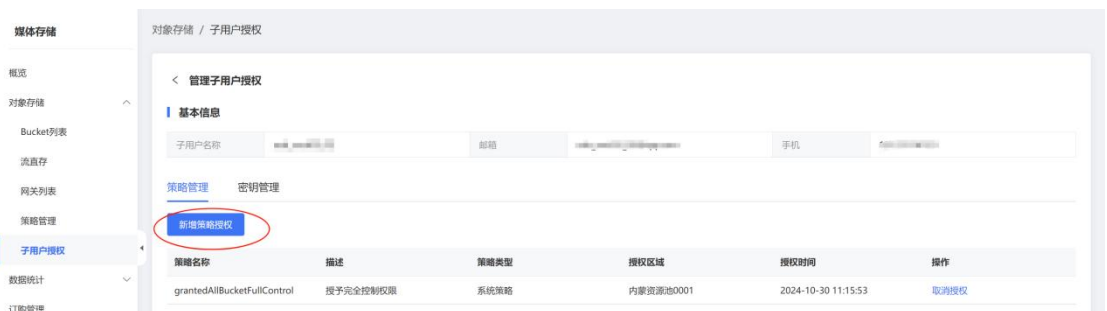 媒体存储
对象存储 / 子用户授权
概览
管理子用户授权
对象存储
基本信息
Bucket列表
子用户名称 邮箱 手机
流直存
网关列表
策略管理 密钥管理
策略管理
新增策略授权
子用户授权
策略名称 描述 策略类型 授权区域 授权时间 操作
数据统计
grantedAllBucketFullControl 授予完全控制权限 系统策略 内蒙资源池0001 2024-10-30 11:15:53 取消授权
订购管理